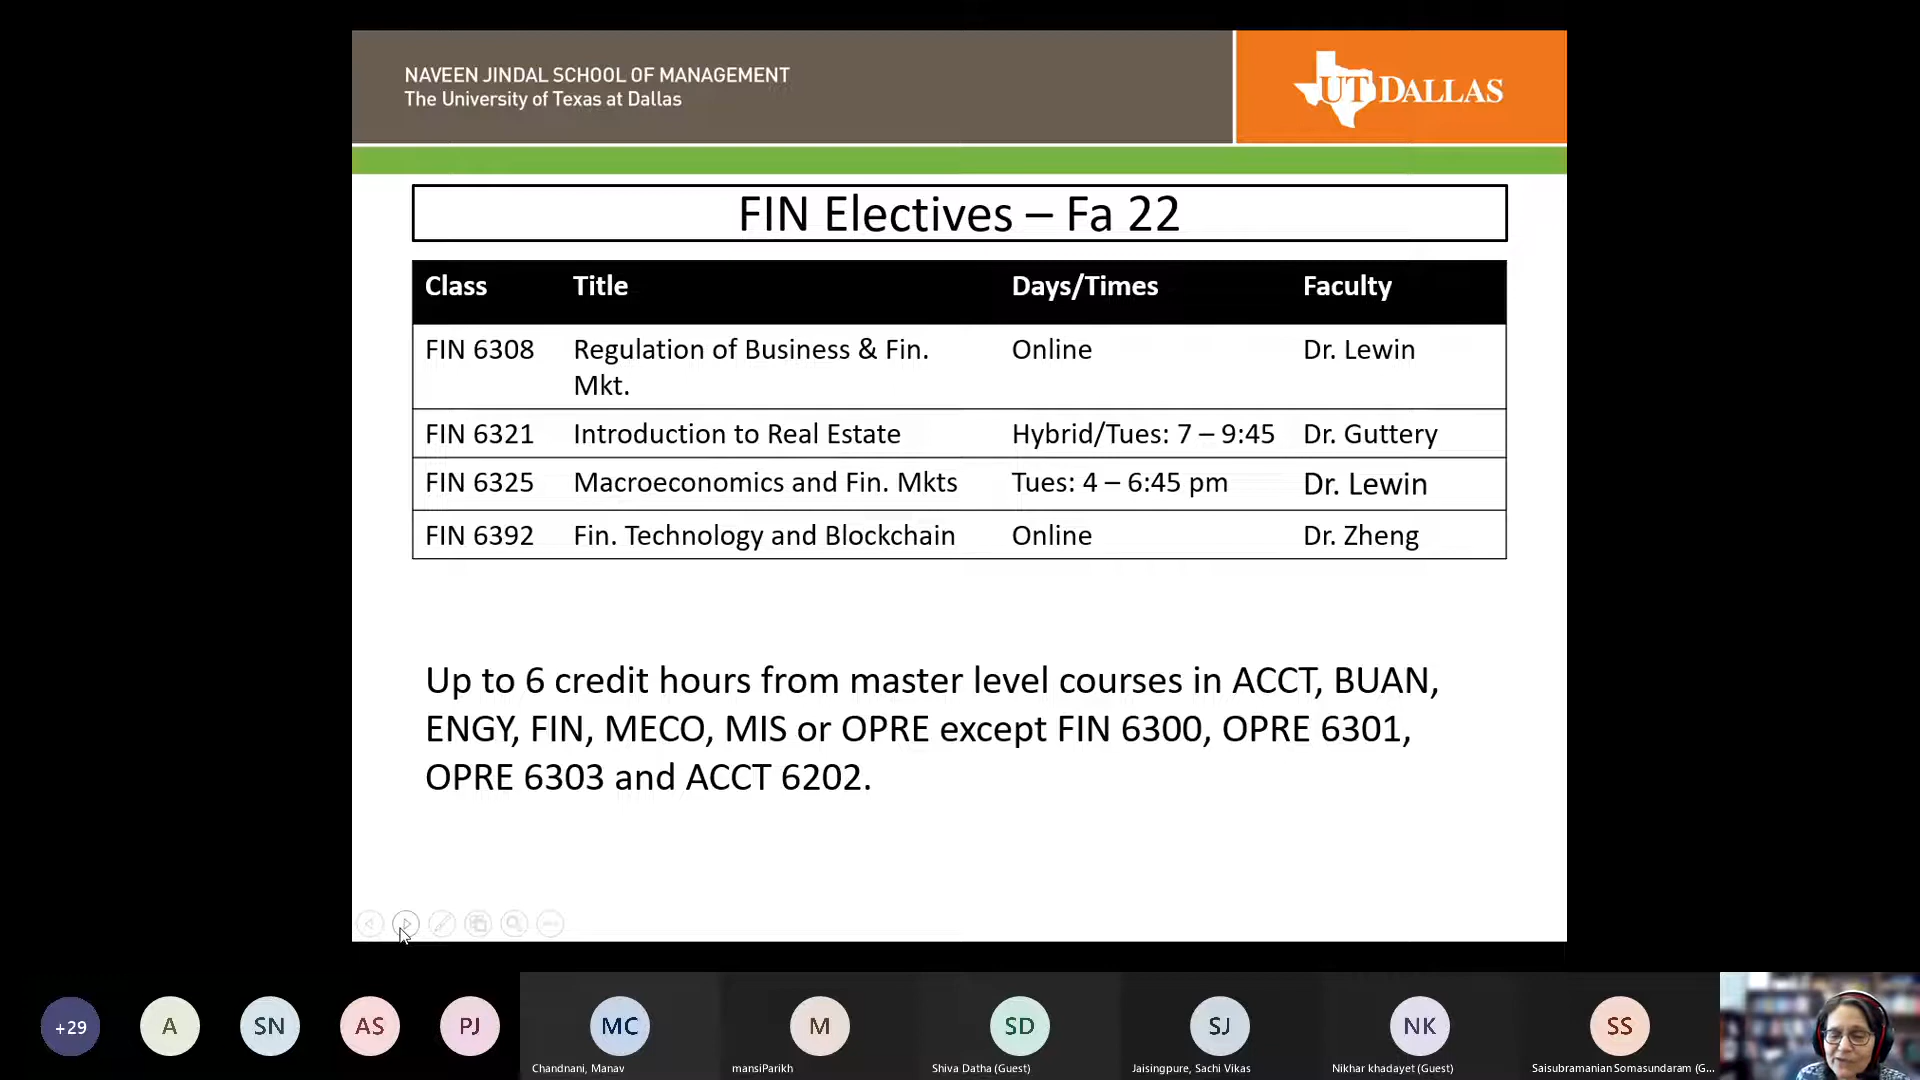 NAVEEN JINDAL SCHOOL OF MANAGEMENT
The University of Texas at Dallas
UT DALLAS
FIN Electives – Fa 22
Class Title Days/Times Faculty
FIN 6308 Regulation of Business & Fin. Online Dr. Lewin
Mkt.
FIN 6321 Introduction to Real Estate Hybrid/Tues: 7 – 9:45 Dr. Guttery
FIN 6325 Macroeconomics and Fin. Mkts Tues: 4 – 6:45 pm Dr. Lewin
FIN 6392 Fin. Technology and Blockchain Online Dr. Zheng
Up to 6 credit hours from master level courses in ACCT, BUAN,
ENGY, FIN, MECO, MIS or OPRE except FIN 6300, OPRE 6301,
OPRE 6303 and ACCT 6202.
+29 A SN AS PJ MC M SD SJ NK SS
Chandnani, Manav mansiParikh Shiva Datha (Guest) Jaisingpure, Sachi Vikas Nikhar khadayet (Guest) Saisubramanian Somasundaram (G...